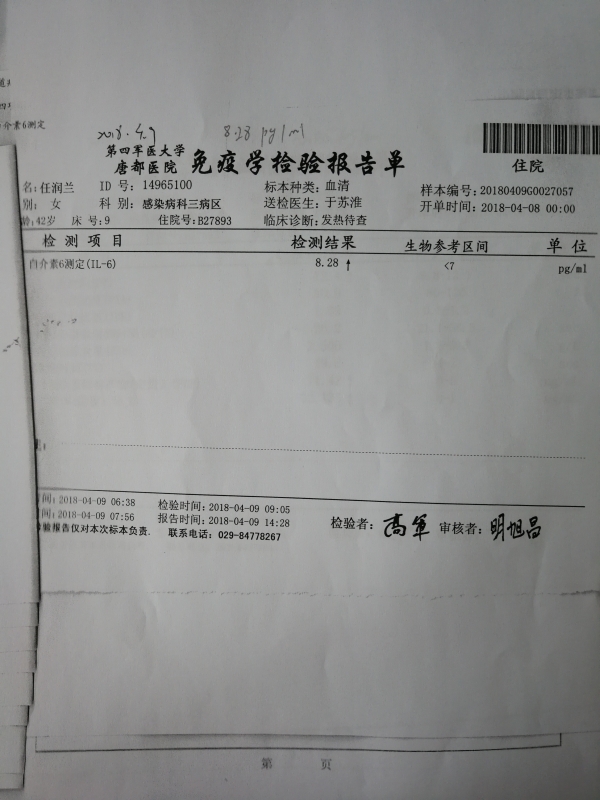 介素6测定
2018.4.9 8.28 pg/ml
第四军医大学
唐都医院 免疫学检验报告单
住院
名:任润兰 ID 号: 14965100 标本种类:血清 样本编号:20180409G0027057
别: 女 科 别: 感染病科三病区 送检医生:于苏淮 开单时间:2018-04-08 00:00
龄:42岁 床 号:9 住院号:B27893 临床诊断:发热待查
检 测 项 目 检测结果 生物参考区间 单 位
白介素6测定(IL-6) 8.28 ↑ <7 pg/ml
时间: 2018-04-09 06:38 检验时间:2018-04-09 09:05
时间: 2018-04-09 07:56 报告时间:2018-04-09 14:28 检验者: 高军 审核者: 明旭昌
检验报告仅对本次标本负责. 联系电话: 029-84778267
第 页